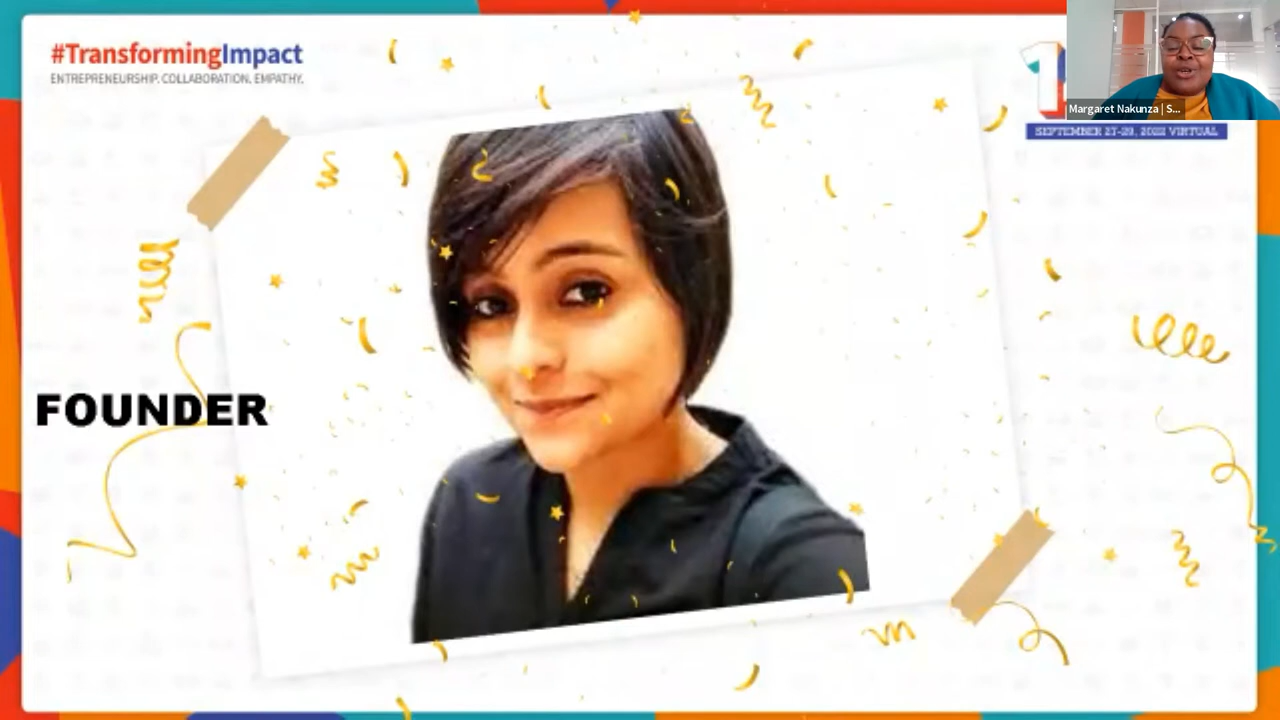 #TransformingImpact
ENTREPRENEURSHIP. COLLABORATION. EMPATHY.
Margaret Nakunza | S...
SEPTEMBER 27-29, 2022 VIRTUAL
FOUNDER